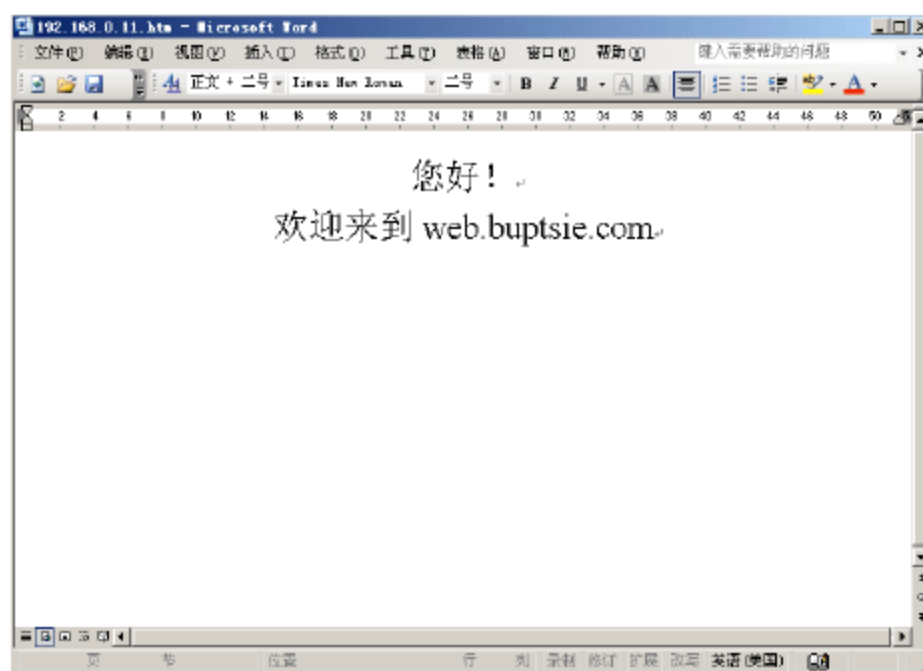 192.168.0.11.htm - Microsoft Word
文件(F) 编辑(E) 视图(V) 插入(I) 格式(O) 工具(T) 表格(A) 窗口(W) 帮助(H) 键入需要帮助的问题
正文 + 二号 Times New Roman 二号 B I U A A A
2 4 6 8 10 12 14 16 18 20 22 24 26 28 30 32 34 36 38 40 42 44 46 48 50
您好！
欢迎来到 web.buptsie.com
页 节 位置 行 列 录制 修订 扩展 改写 英语(美国)